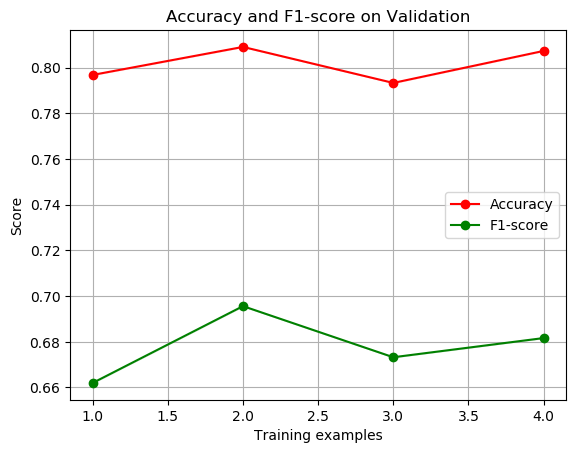 Accuracy and F1-score on Validation
Score
0.80
0.78
0.76
0.74
0.72
0.70
0.68
0.66
Accuracy
F1-score
1.0 1.5 2.0 2.5 3.0 3.5 4.0
Training examples